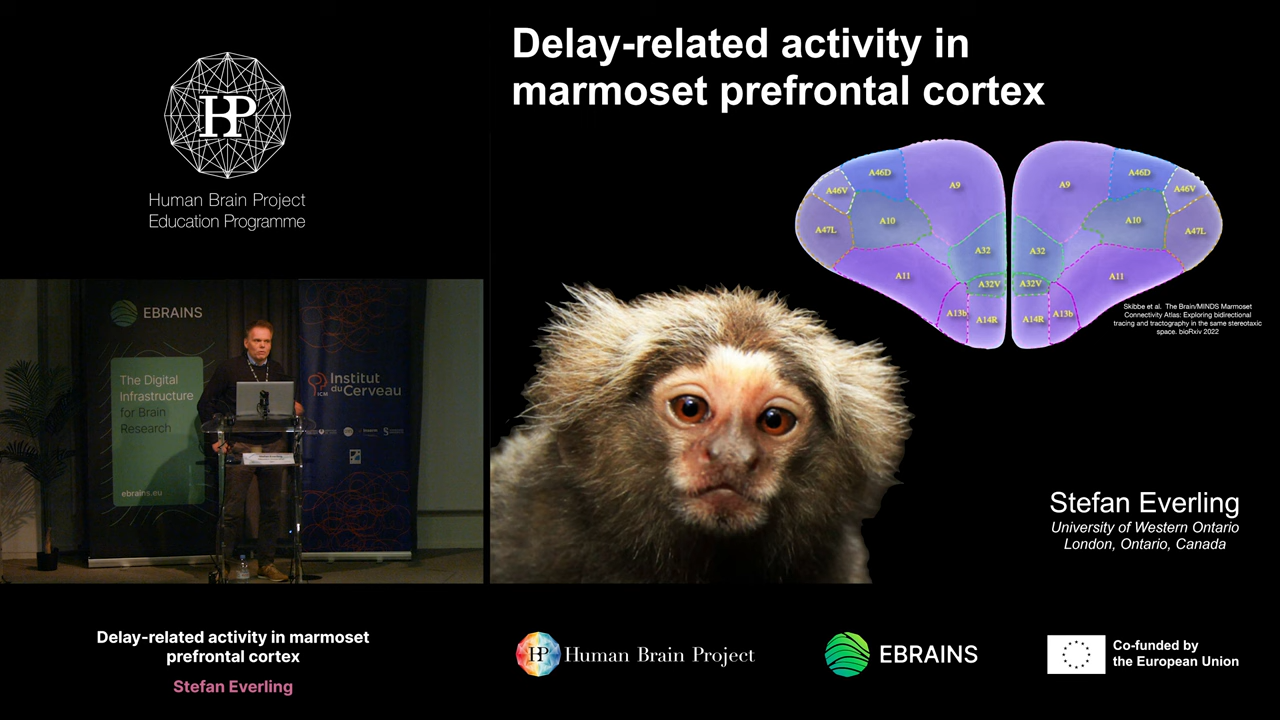 HP
Human Brain Project
Education Programme
EBRAINS
The Digital
Infrastructure
for Brain
Research
ebrains.eu
ICM
Institut
du Cerveau
Delay-related activity in marmoset
prefrontal cortex
Stefan Everling
Delay-related activity in
marmoset prefrontal cortex
A46D
A9
A46V
A10
A47L
A32
A11
A32V
A13b
A14R
A9
A46D
A46V
A10
A47L
A32
A11
A32V
A14R
A13b
Skibbe et al. The Brain/MINDS Marmoset
Connectivity Atlas: Exploring bidirectional
tracing and tractography in the same stereotaxic
space. bioRxiv 2022
Stefan Everling
University of Western Ontario
London, Ontario, Canada
HP Human Brain Project
EBRAINS
Co-funded by
the European Union